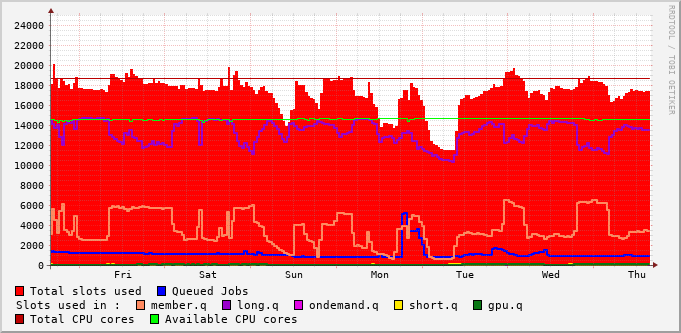 RRDTOOL / TOBI OETIKER
24000
22000
20000
18000
16000
14000
12000
10000
8000
6000
4000
2000
0
Fri Sat Sun Mon Tue Wed Thu
Total slots used Queued Jobs
Slots used in : member.q long.q ondemand.q short.q gpu.q
Total CPU cores Available CPU cores